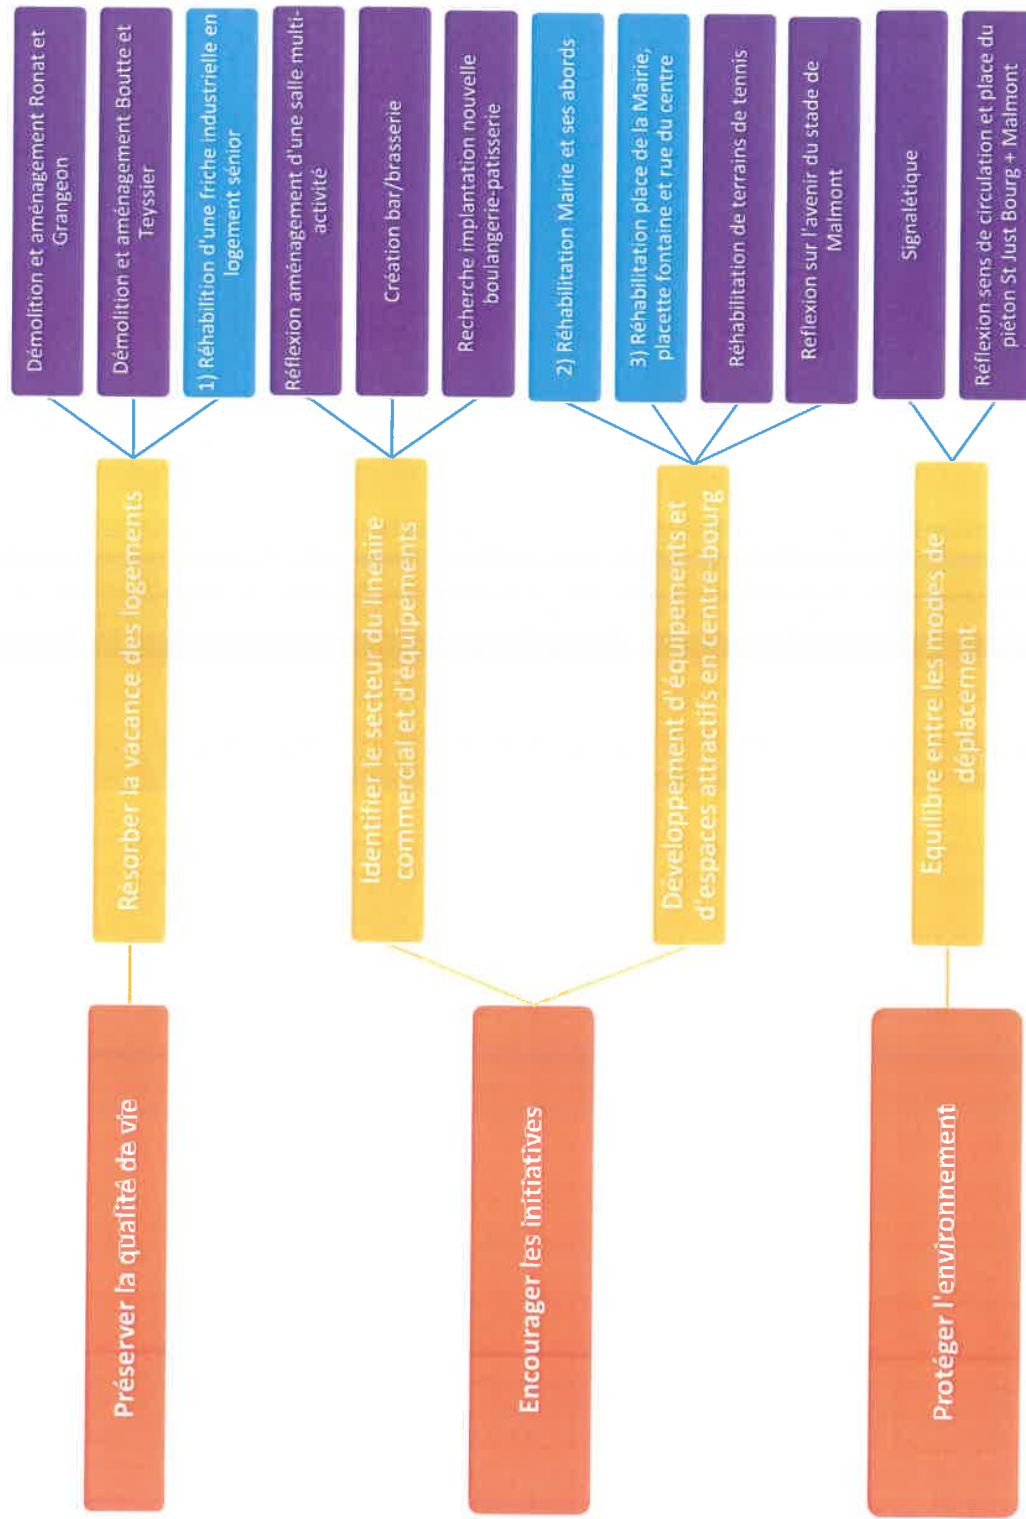 Préserver la qualité de vie
Résorber la vacance des logements
Démolition et aménagement Ronat et
Grangeon
Démolition et aménagement Boutte et
Teyssier
1) Réhabilition d'une friche industrielle en
logement sénior
Encourager les initiatives
Identifier le secteur du linéaire
commercial et d'équipements
Réflexion aménagement d'une salle multi-
activité
Création bar/brasserie
Recherche implantation nouvelle
boulangerie-patisserie
Développement d'équipements et
d'espaces attractifs en centre-bourg
2) Réhabilitation Mairie et ses abords
3) Réhabilitation place de la Mairie,
placette fontaine et rue du centre
Réhabilitation de terrains de tennis
Reflexion sur l'avenir du stade de
Malmont
Protéger l'environnement
Equilibre entre les modes de
déplacement
Signalétique
Réflexion sens de circulation et place du
piéton St Just Bourg + Malmont